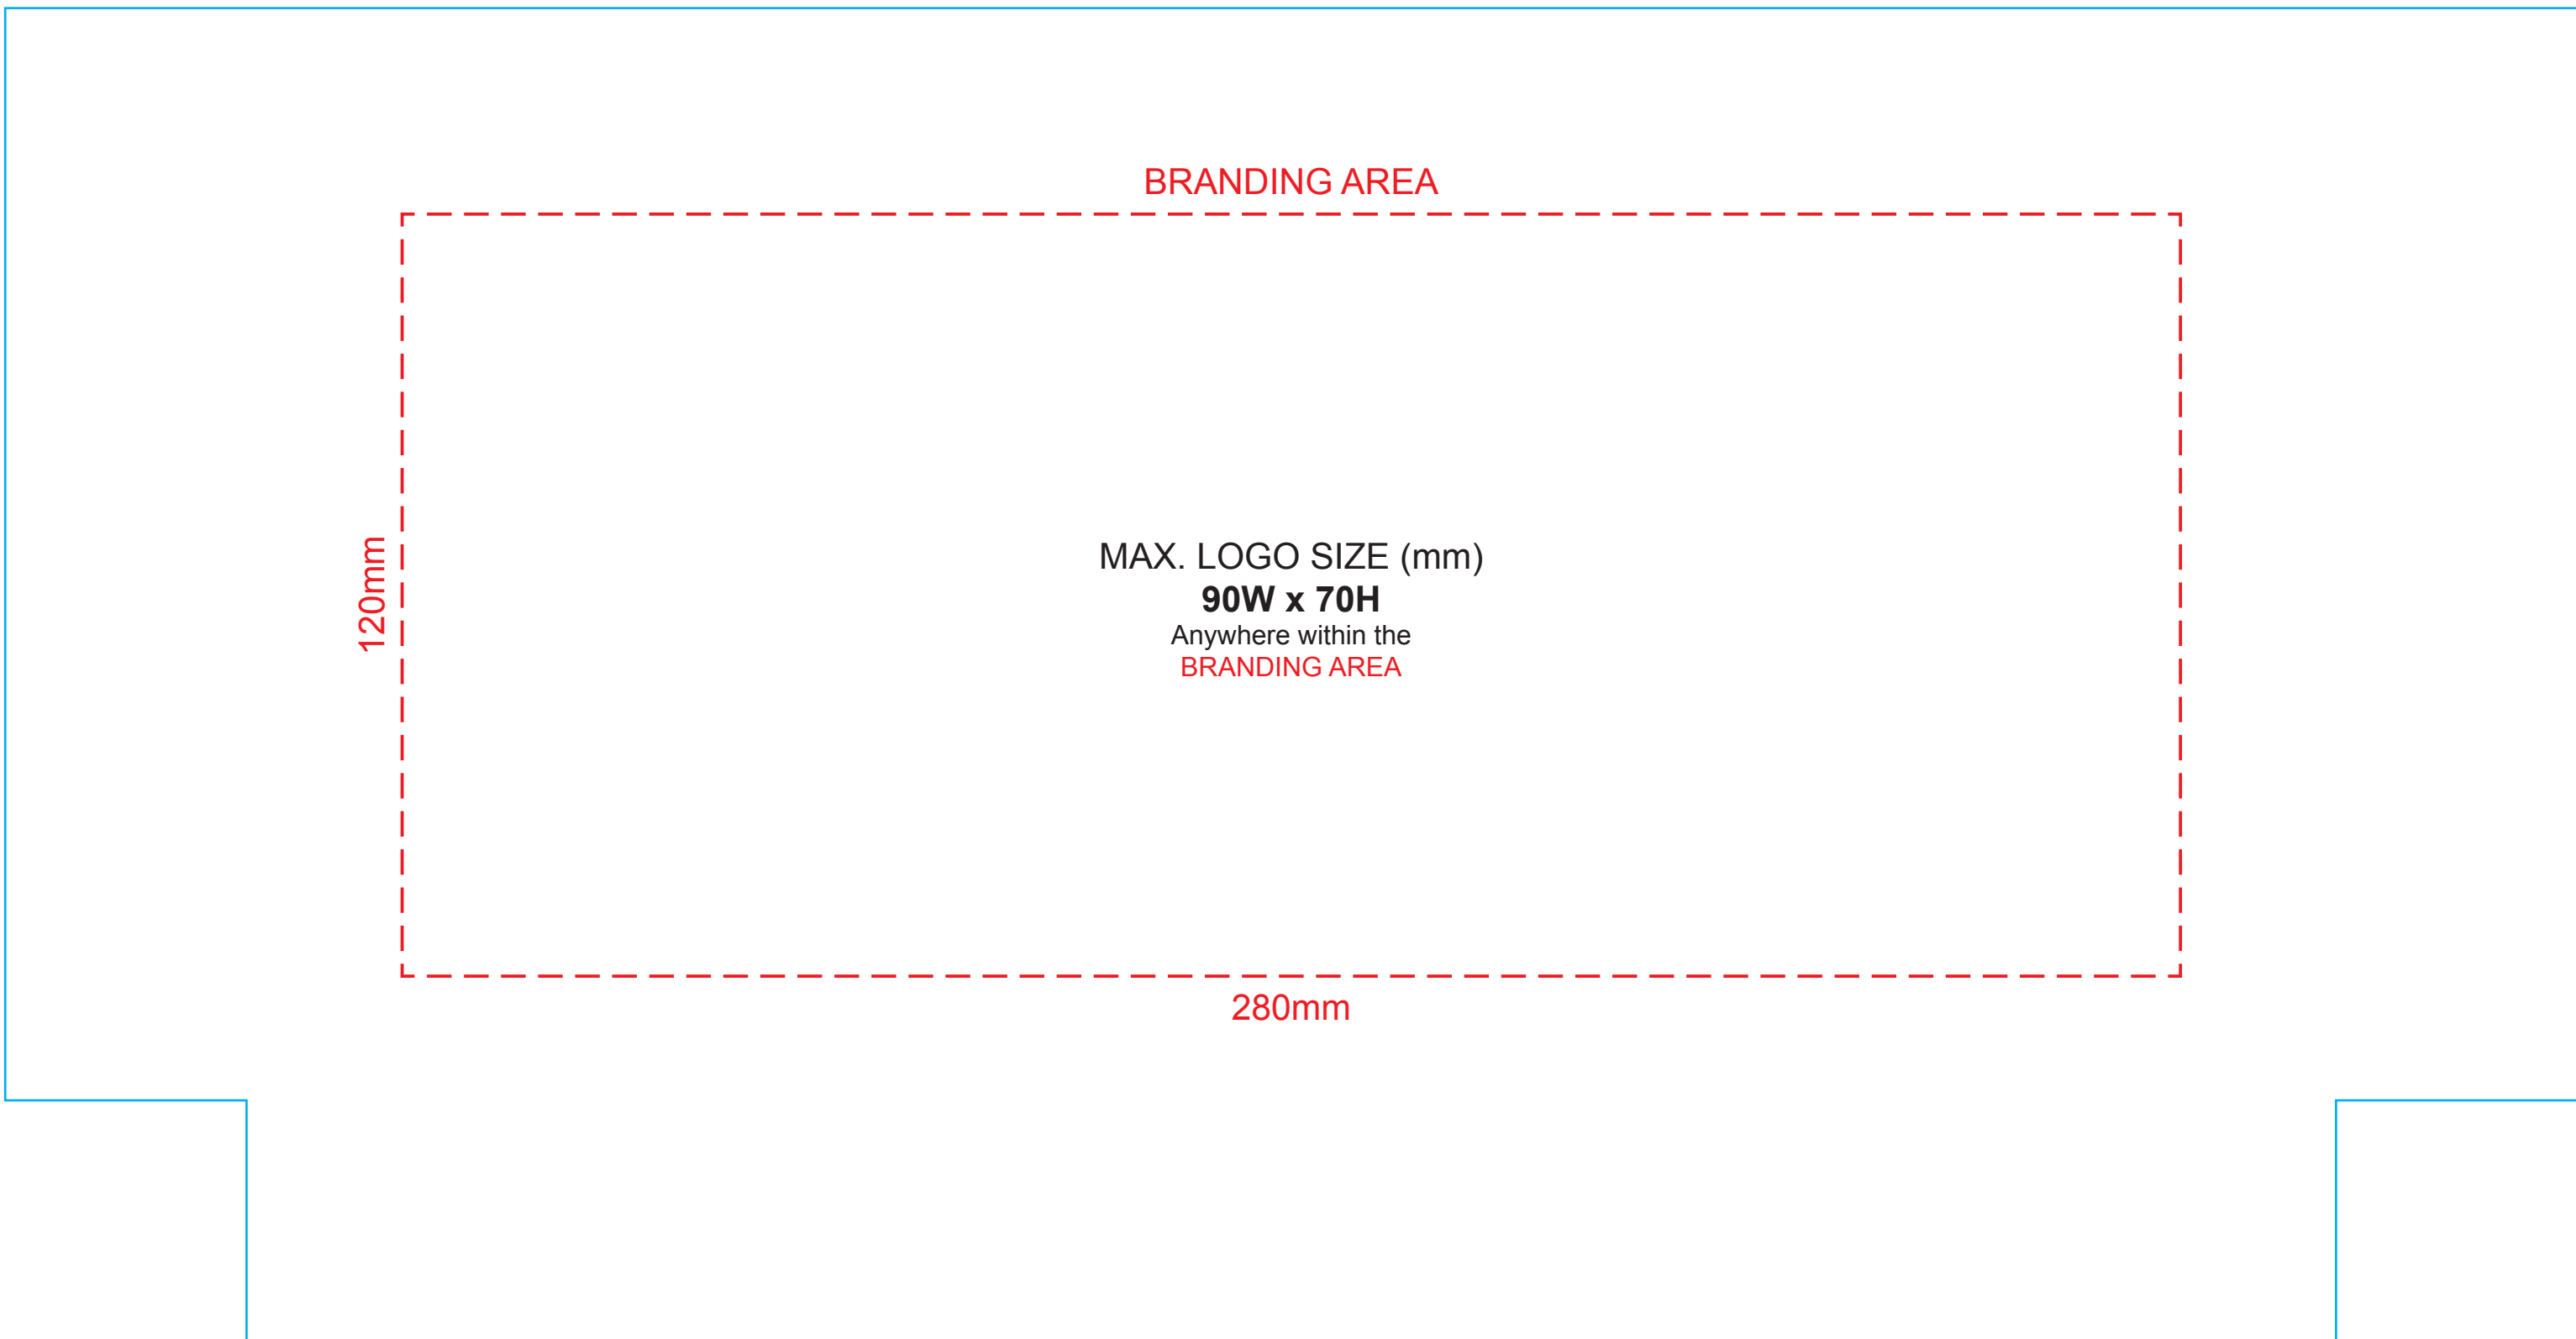 BRANDING AREA
120mm
MAX. LOGO SIZE (mm)
90W x 70H
Anywhere within the
BRANDING AREA
280mm